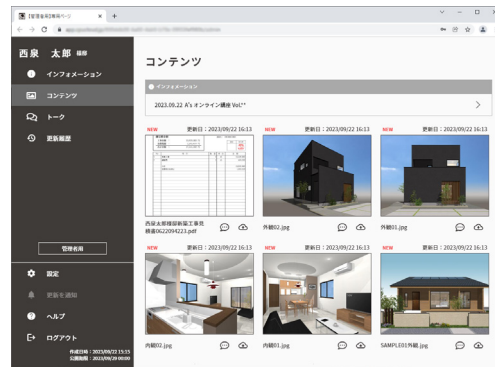 【管理者用】専用ページ
西泉 太郎 様邸
インフォメーション
コンテンツ
トーク
更新履歴
管理者用
設定
更新を通知
ヘルプ
ログアウト
作成日時：2023/09/22 15:15
公開期限：2023/09/29 00:00
コンテンツ
インフォメーション
2023.09.22 A's オンライン講座 Vol.**
NEW 更新日：2023/09/22 16:13
NEW 更新日：2023/09/22 16:13
NEW 更新日：2023/09/22 16:13
西泉太郎様邸新築工事見
積書0622094223.pdf
外観02.jpg
外観01.jpg
NEW 更新日：2023/09/22 16:13
NEW 更新日：2023/09/22 16:13
NEW 更新日：2023/09/22 16:13
内観02.jpg
内観01.jpg
SAMPLE01外観.jpg